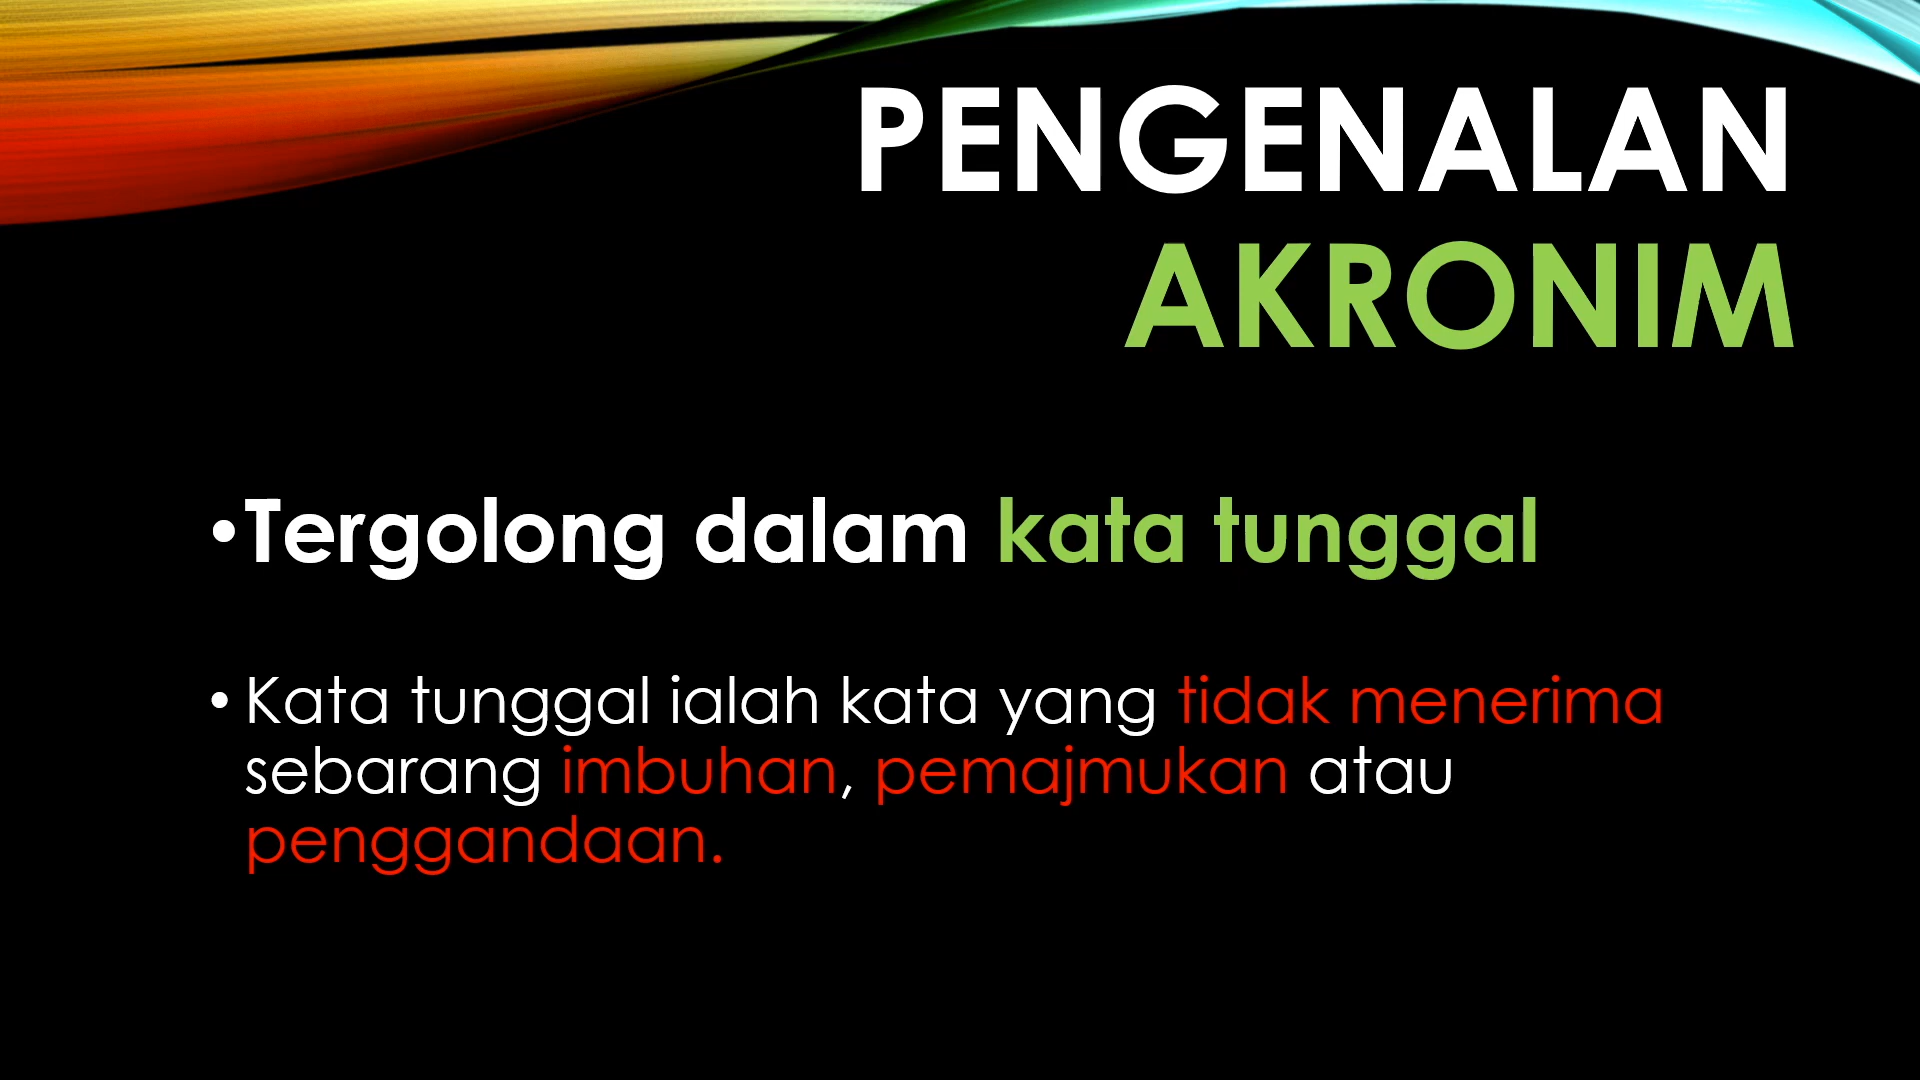 PENGENALAN
AKRONIM
•Tergolong dalam kata tunggal
• Kata tunggal ialah kata yang tidak menerima
sebarang imbuhan, pemajmukan atau
penggandaan.